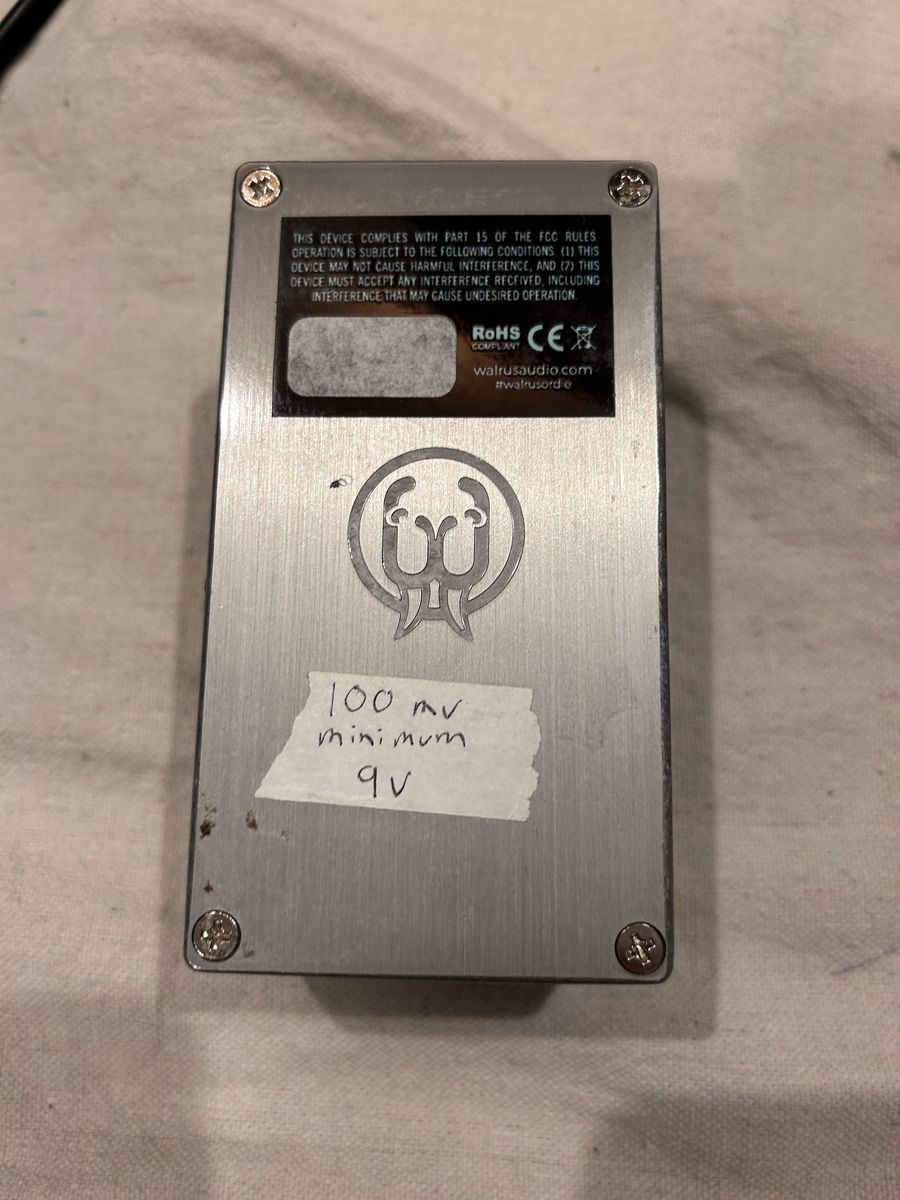 THIS DEVICE COMPLIES WITH PART 15 OF THE FCC RULES.
OPERATION IS SUBJECT TO THE FOLLOWING CONDITIONS. (1) THIS
DEVICE MAY NOT CAUSE HARMFUL INTERFERENCE, AND (2) THIS
DEVICE MUST ACCEPT ANY INTERFERENCE RECEIVED, INCLUDING
INTERFERENCE THAT MAY CAUSE UNDESIRED OPERATION.
RoHS CE
COMPLIANT
walrusaudio.com
#walrusordie
100 mv
minimum
9v